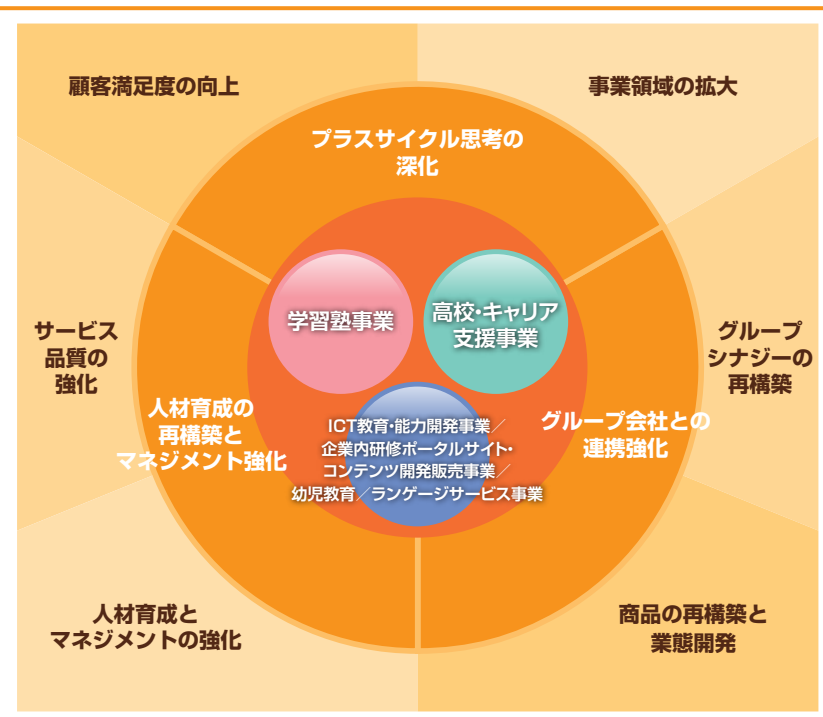 顧客満足度の向上
事業領域の拡大
プラスサイクル思考の
深化
学習塾事業
高校・キャリア
支援事業
サービス
品質の
強化
グループ
シナジーの
再構築
人材育成の
再構築と
マネジメント強化
ICT教育・能力開発事業／
企業内研修ポータルサイト・
コンテンツ開発販売事業／
幼児教育／ランゲージサービス事業
グループ会社との
連携強化
人材育成と
マネジメントの強化
商品の再構築と
業態開発